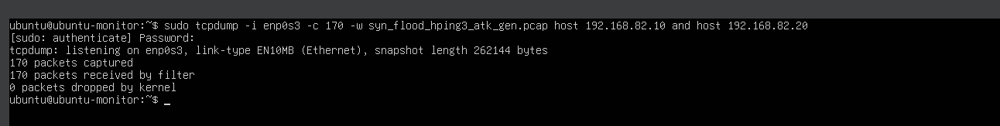 ubuntu@ubuntu-monitor:~$ sudo tcpdump -i enp0s3 -c 170 -w syn_flood_hping3_atk_gen.pcap host 192.168.82.10 and host 192.168.82.20
[sudo: authenticate] Password:
tcpdump: listening on enp0s3, link-type EN10MB (Ethernet), snapshot length 262144 bytes
170 packets captured
170 packets received by filter
0 packets dropped by kernel
ubuntu@ubuntu-monitor:~$ _